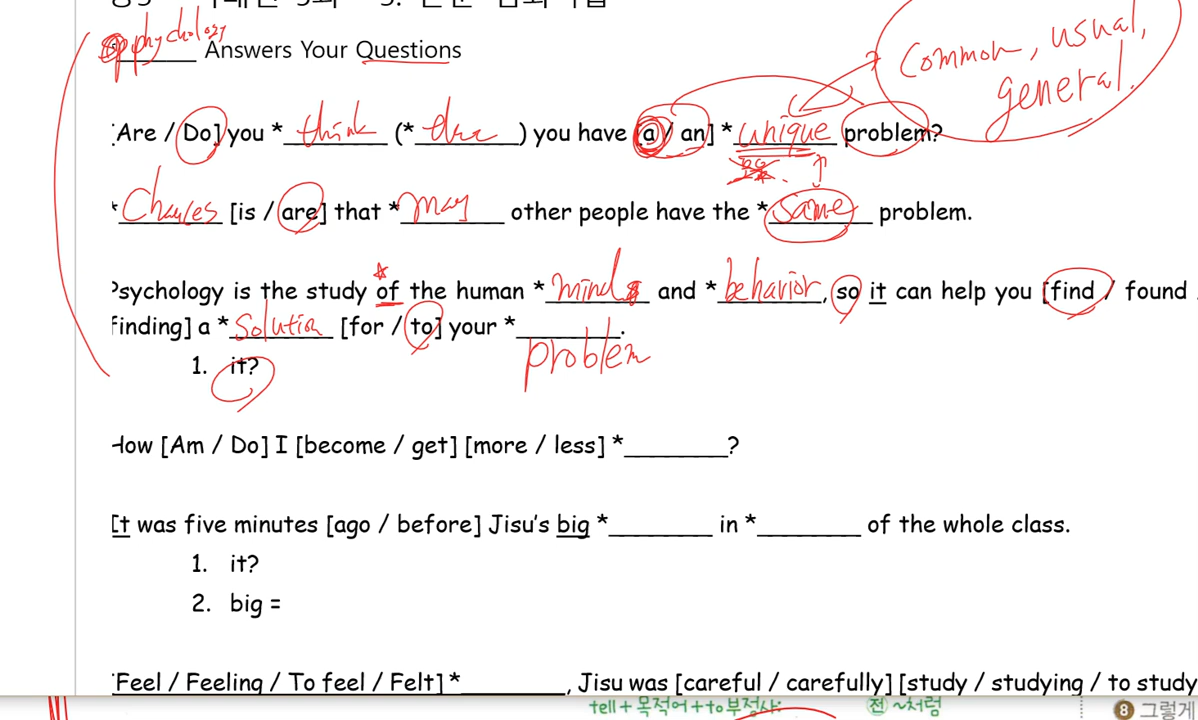 phychology Answers Your Questions
common, usual, general.
[Are / Do] you * think (* ) you have [a / an] * unique problem?
* [is / are] that * may other people have the * same problem.
Psychology is the study of the human * minds and * behavior, so it can help you [find / found
finding] a * solution [for / to] your * problem.
1. it?
How [Am / Do] I [become / get] [more / less] *________?
It was five minutes [ago / before] Jisu's big *________ in *________ of the whole class.
1. it?
2. big =
[Feel / Feeling / To feel / Felt] *________, Jisu was [careful / carefully] [study / studying / to study
tell + 목적어 + to부정사: 전 ~처럼 8 그렇게